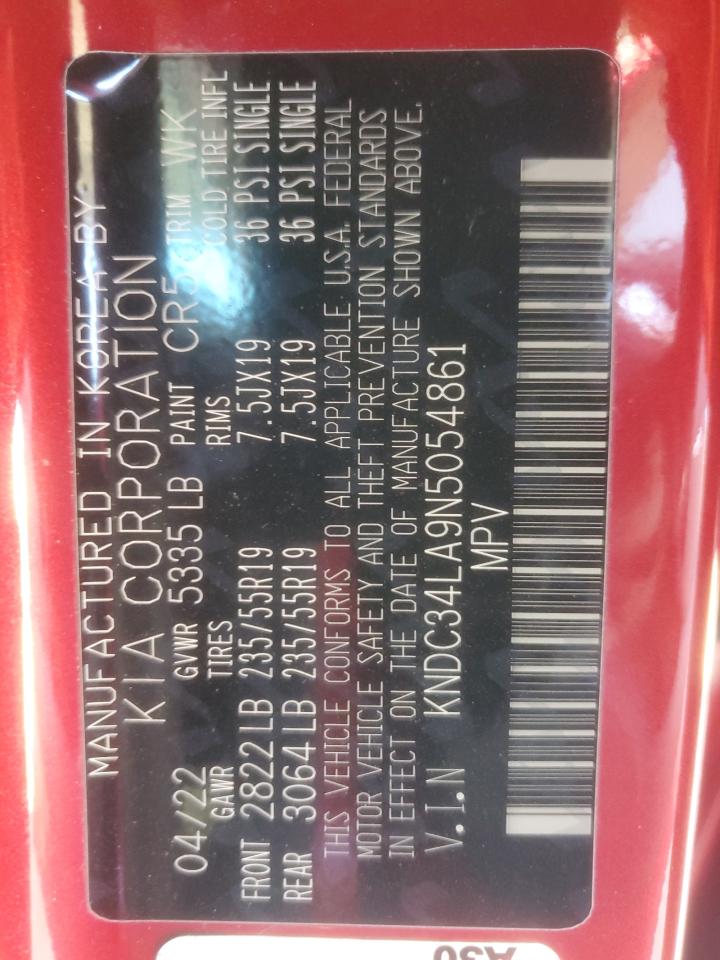 MANUFACTURED IN KOREA BY:
KIA CORPORATION
04/22 GVWR 5335 LB PAINT TRIM WK
GAWR TIRES RIMS COLD TIRE INFL
FRONT 2822 LB 235/55R19 7.5JX19 36 PSI SINGLE
REAR 3064 LB 235/55R19 7.5JX19 36 PSI SINGLE
THIS VEHICLE CONFORMS TO ALL APPLICABLE U.S.A. FEDERAL
MOTOR VEHICLE SAFETY AND THEFT PREVENTION STANDARDS
IN EFFECT ON THE DATE OF MANUFACTURE SHOWN ABOVE.
V.I.N KNDC34LA9N5054861
MPV
A30